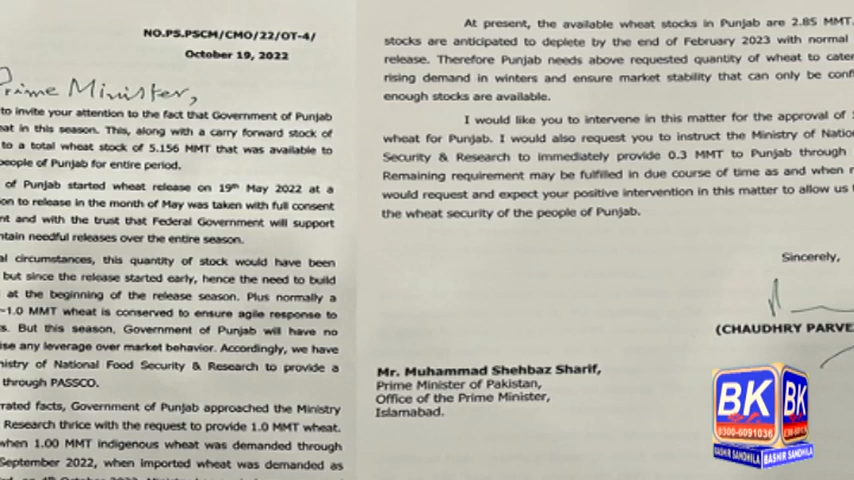 NO.PS.PSCM/CMO/22/OT-4/
October 19, 2022
Prime Minister,
to invite your attention to the fact that Government of Punjab
eat in this season. This, along with a carry forward stock of
to a total wheat stock of 5.156 MMT that was available to
people of Punjab for entire period.
of Punjab started wheat release on 19th May 2022 at a
on to release in the month of May was taken with full consent
nt and with the trust that Federal Government will support
ntain needful releases over the entire season.
al circumstances, this quantity of stock would have been
but since the release started early, hence the need to build
at the beginning of the release season. Plus normally a
~1.0 MMT wheat is conserved to ensure agile response to
s. But this season, Government of Punjab will have no
ise any leverage over market behavior. Accordingly, we have
nistry of National Food Security & Research to provide a
through PASSCO.
rrated facts, Government of Punjab approached the Ministry
Research thrice with the request to provide 1.0 MMT wheat.
when 1.00 MMT indigenous wheat was demanded through
September 2022, when imported wheat was demanded as
At present, the available wheat stocks in Punjab are 2.85 MMT.
stocks are anticipated to deplete by the end of February 2023 with normal
release. Therefore Punjab needs above requested quantity of wheat to cater
rising demand in winters and ensure market stability that can only be conf
enough stocks are available.
I would like you to intervene in this matter for the approval of
wheat for Punjab. I would also request you to instruct the Ministry of Natio
Security & Research to immediately provide 0.3 MMT to Punjab through
Remaining requirement may be fulfilled in due course of time as and when
would request and expect your positive intervention in this matter to allow us
the wheat security of the people of Punjab.
Sincerely,
(CHAUDHRY PARVE
Mr. Muhammad Shehbaz Sharif,
Prime Minister of Pakistan,
Office of the Prime Minister,
Islamabad.
BK BK
0300-6091036
BASHIR SANDHILA BASHIR SANDHILA